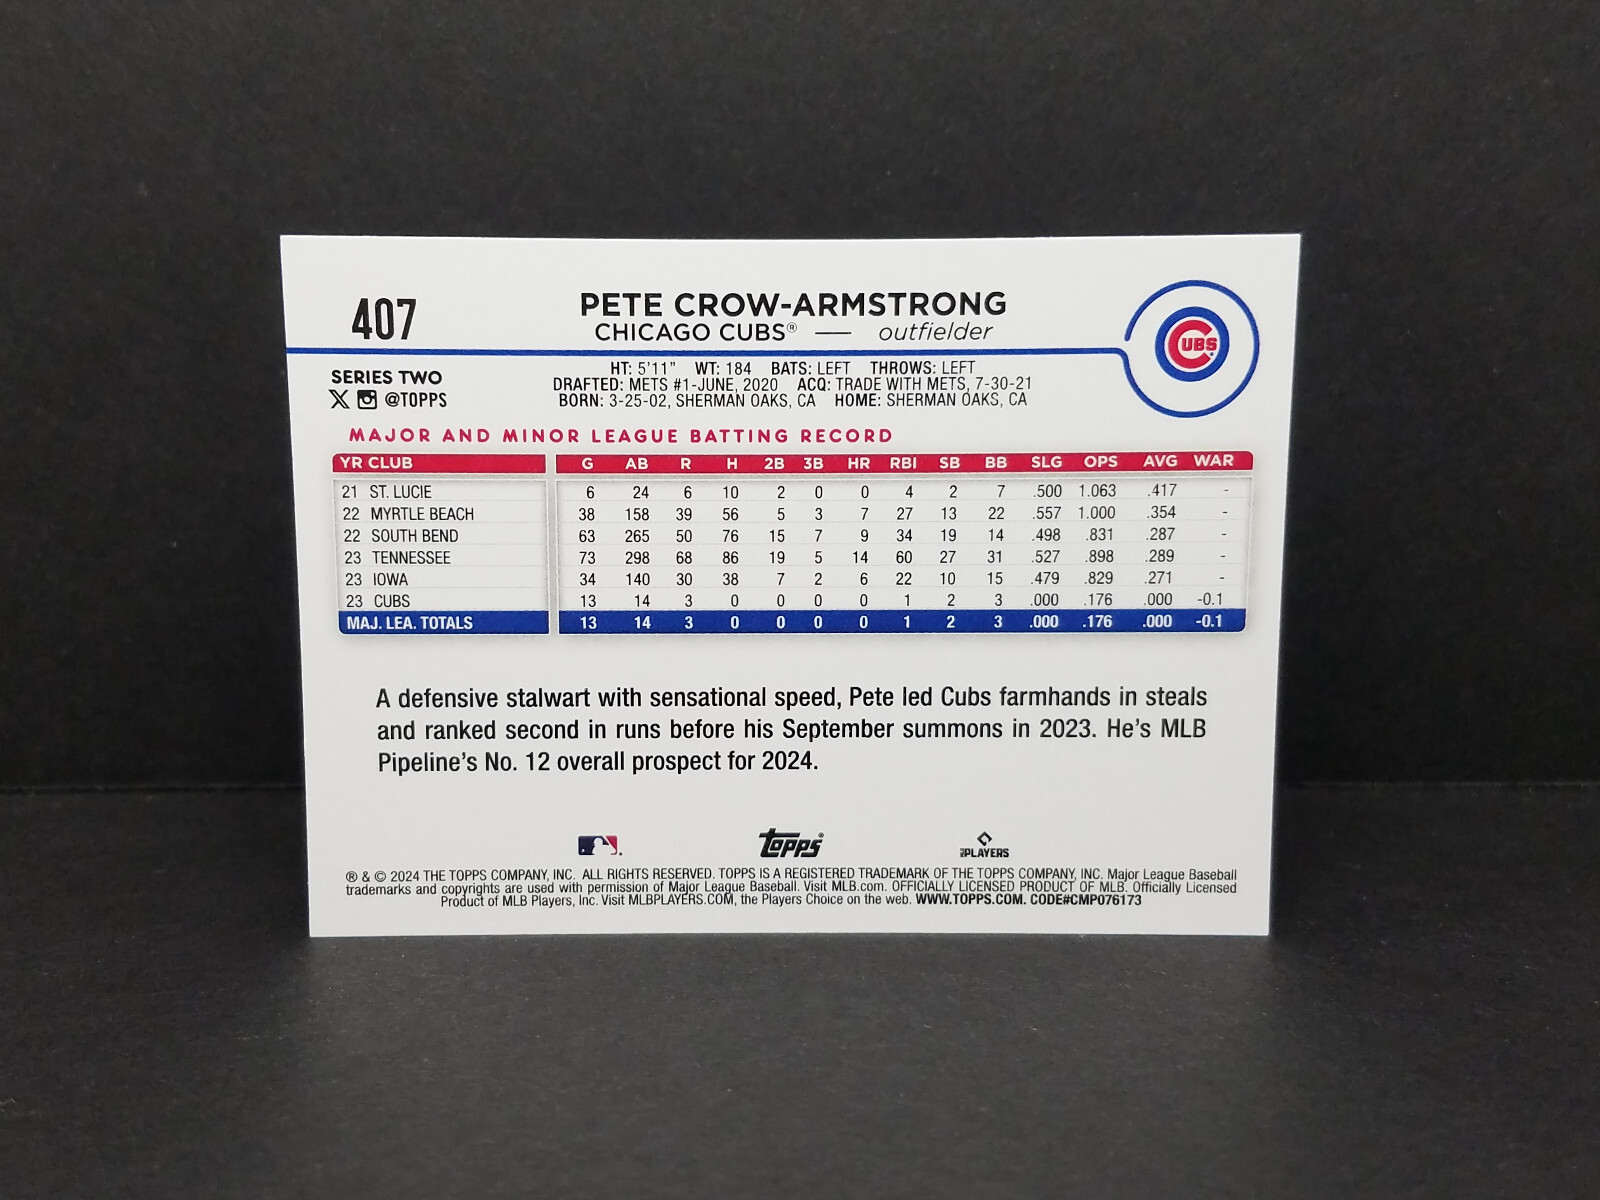 407
PETE CROW-ARMSTRONG
CHICAGO CUBS® — outfielder
CUBS
SERIES TWO
@TOPPS
HT: 5'11" WT: 184 BATS: LEFT THROWS: LEFT
DRAFTED: METS #1-JUNE, 2020 ACQ: TRADE WITH METS, 7-30-21
BORN: 3-25-02, SHERMAN OAKS, CA HOME: SHERMAN OAKS, CA
MAJOR AND MINOR LEAGUE BATTING RECORD
YR CLUB G AB R H 2B 3B HR RBI SB BB SLG OPS AVG WAR
21 ST. LUCIE 6 24 6 10 2 0 0 4 2 7 .500 1.063 .417 -
22 MYRTLE BEACH 38 158 39 56 5 3 7 27 13 22 .557 1.000 .354 -
22 SOUTH BEND 63 265 50 76 15 7 9 34 19 14 .498 .831 .287 -
23 TENNESSEE 73 298 68 86 19 5 14 60 27 31 .527 .898 .289 -
23 IOWA 34 140 30 38 7 2 6 22 10 15 .479 .829 .271 -
23 CUBS 13 14 3 0 0 0 0 1 2 3 .000 .176 .000 -0.1
MAJ. LEA. TOTALS 13 14 3 0 0 0 0 1 2 3 .000 .176 .000 -0.1
A defensive stalwart with sensational speed, Pete led Cubs farmhands in steals
and ranked second in runs before his September summons in 2023. He's MLB
Pipeline's No. 12 overall prospect for 2024.
Topps®
PLAYERS
® & © 2024 THE TOPPS COMPANY, INC. ALL RIGHTS RESERVED. TOPPS IS A REGISTERED TRADEMARK OF THE TOPPS COMPANY, INC. Major League Baseball
trademarks and copyrights are used with permission of Major League Baseball. Visit MLB.com. OFFICIALLY LICENSED PRODUCT OF MLB. Officially Licensed
Product of MLB Players, Inc. Visit MLBPLAYERS.COM, the Players Choice on the web. WWW.TOPPS.COM. CODE#CMP076173